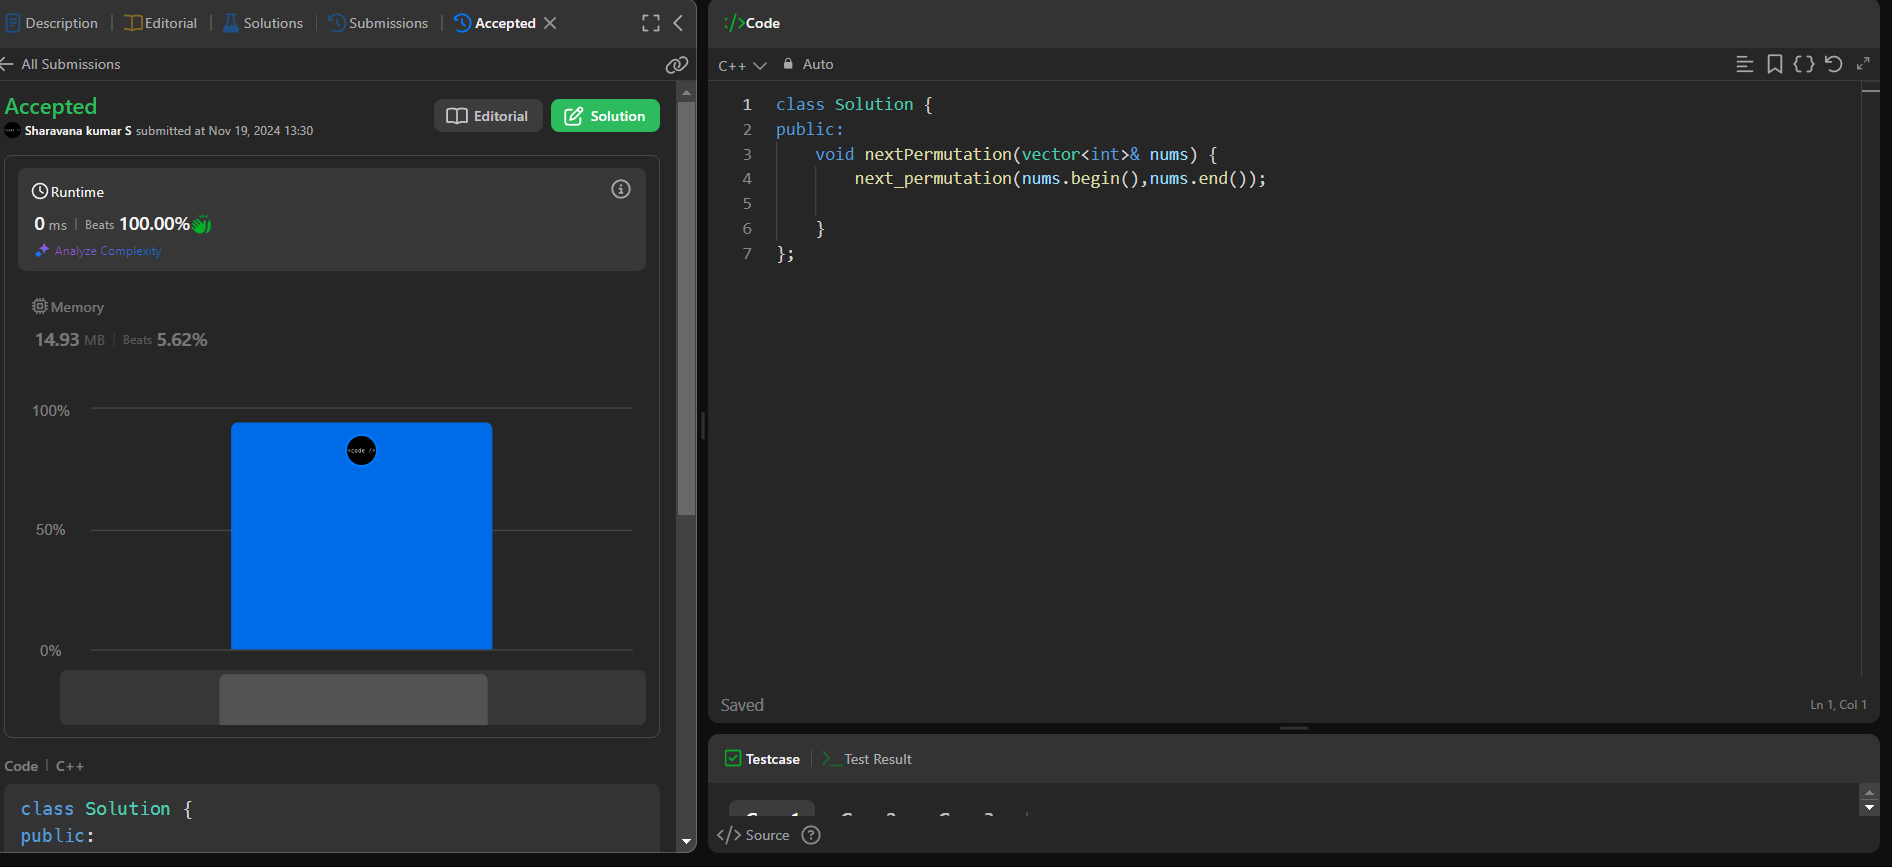 Description | Editorial | Solutions | Submissions | Accepted
All Submissions
Accepted
Sharavana kumar S submitted at Nov 19, 2024 13:30
Editorial
Solution
Runtime
0 ms | Beats 100.00%
Analyze Complexity
Memory
14.93 MB | Beats 5.62%
100%
<code />
50%
0%
Code | C++
class Solution {
public:
</>Code
C++ Auto
1 class Solution {
2 public:
3 void nextPermutation(vector<int>& nums) {
4 next_permutation(nums.begin(),nums.end());
5
6 }
7 };
Saved
Ln 1, Col 1
Testcase | >_ Test Result
</> Source ?